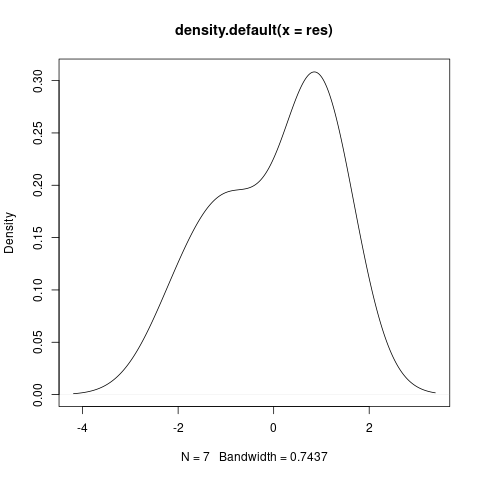 density.default(x = res)
Density
0.30
0.25
0.20
0.15
0.10
0.05
0.00
-4 -2 0 2
N = 7 Bandwidth = 0.7437